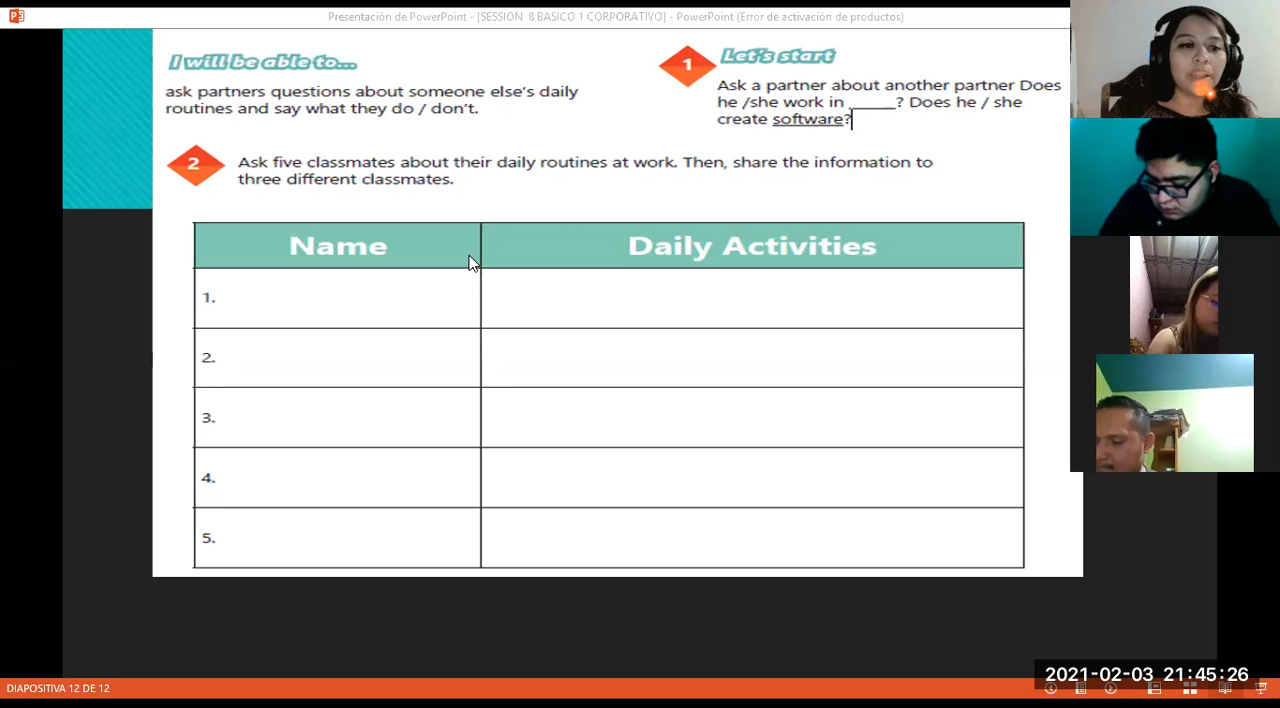 Presentación de PowerPoint - [SESSION 8 BASICO 1 CORPORATIVO] - PowerPoint (Error de activación de productos)
I will be able to...
ask partners questions about someone else's daily
routines and say what they do / don't.
1
Let's start
Ask a partner about another partner Does
he /she work in _____? Does he / she
create software?
2
Ask five classmates about their daily routines at work. Then, share the information to
three different classmates.
Name
Daily Activities
1.
2.
3.
4.
5.
2021-02-03 21:45:26
DIAPOSITIVA 12 DE 12